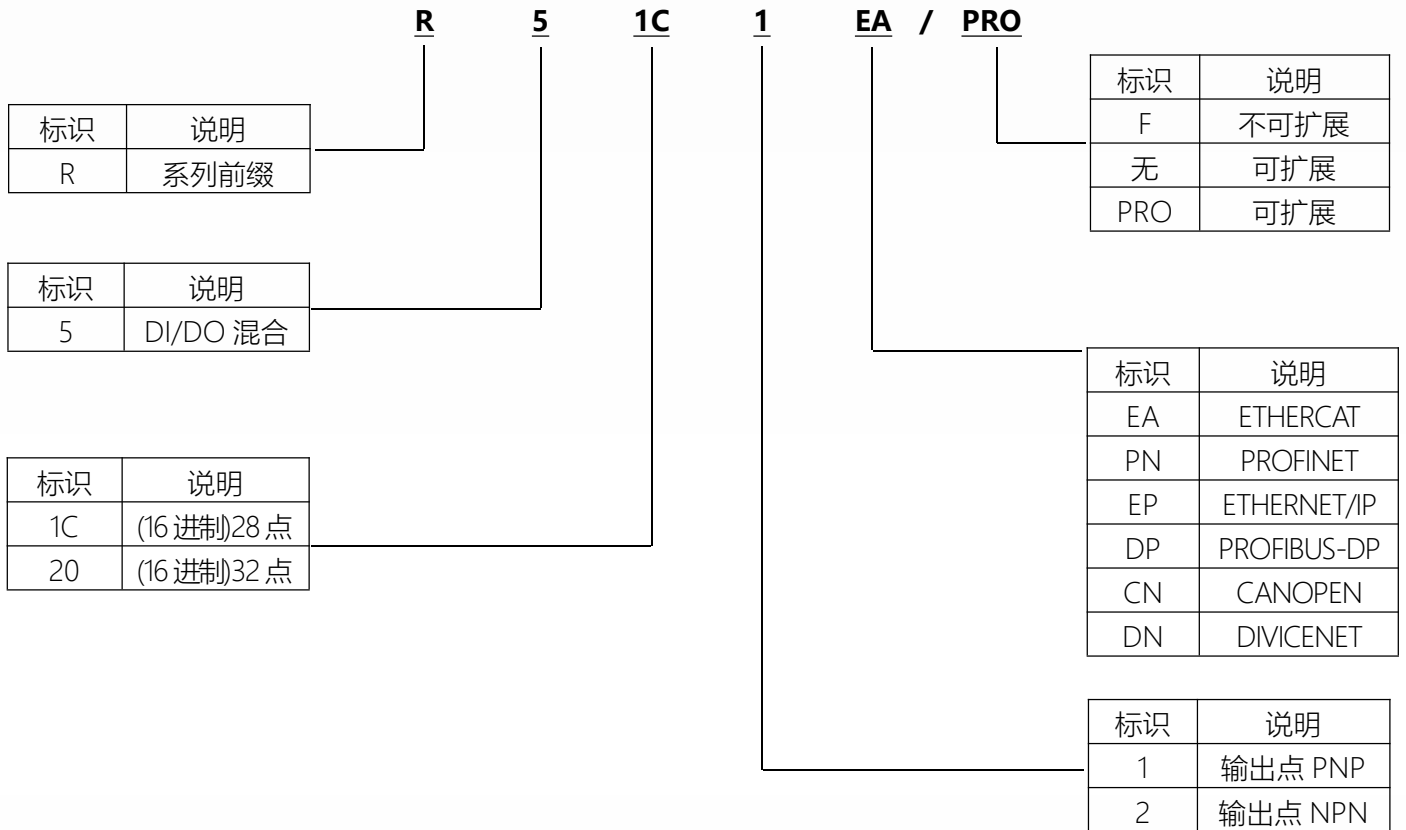 R 5 1C 1 EA / PRO
标识 说明
R 系列前缀
标识 说明
5 DI/DO 混合
标识 说明
1C (16 进制)28 点
20 (16 进制)32 点
标识 说明
F 不可扩展
无 可扩展
PRO 可扩展
标识 说明
EA ETHERCAT
PN PROFINET
EP ETHERNET/IP
DP PROFIBUS-DP
CN CANOPEN
DN DIVICENET
标识 说明
1 输出点 PNP
2 输出点 NPN